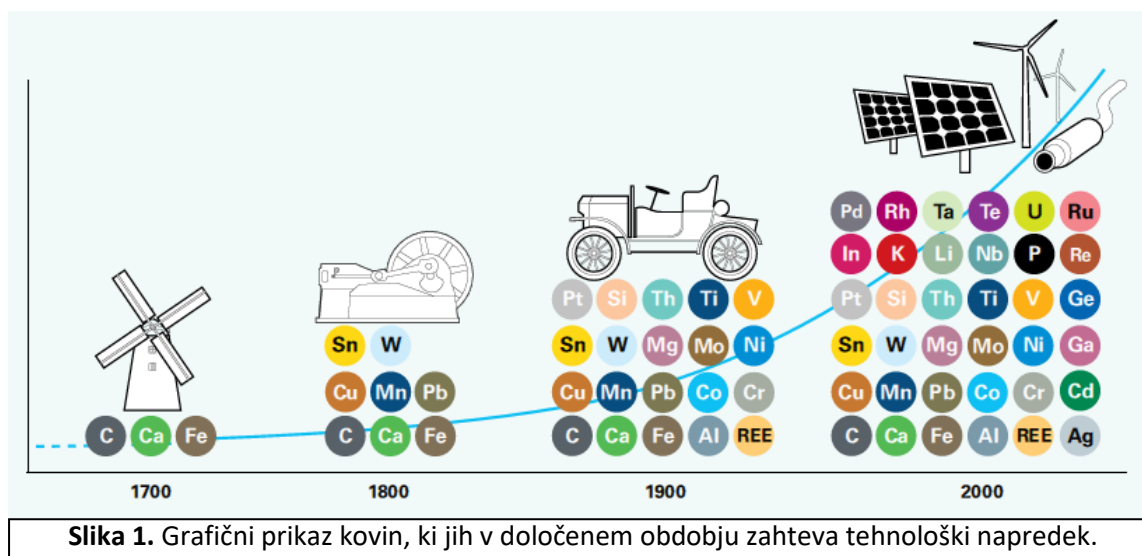 Pd Rh Ta Te U Ru
In K Li Nb P Re
Pt Si Th Ti V
Pt Si Th Ti V Ge
Sn W
Sn W Mg Mo Ni
Sn W Mg Mo Ni Ga
Cu Mn Pb
Cu Mn Pb Co Cr
Cu Mn Pb Co Cr Cd
C Ca Fe
C Ca Fe
C Ca Fe Al REE
C Ca Fe Al REE Ag
1700 1800 1900 2000
Slika 1. Grafični prikaz kovin, ki jih v določenem obdobju zahteva tehnološki napredek.